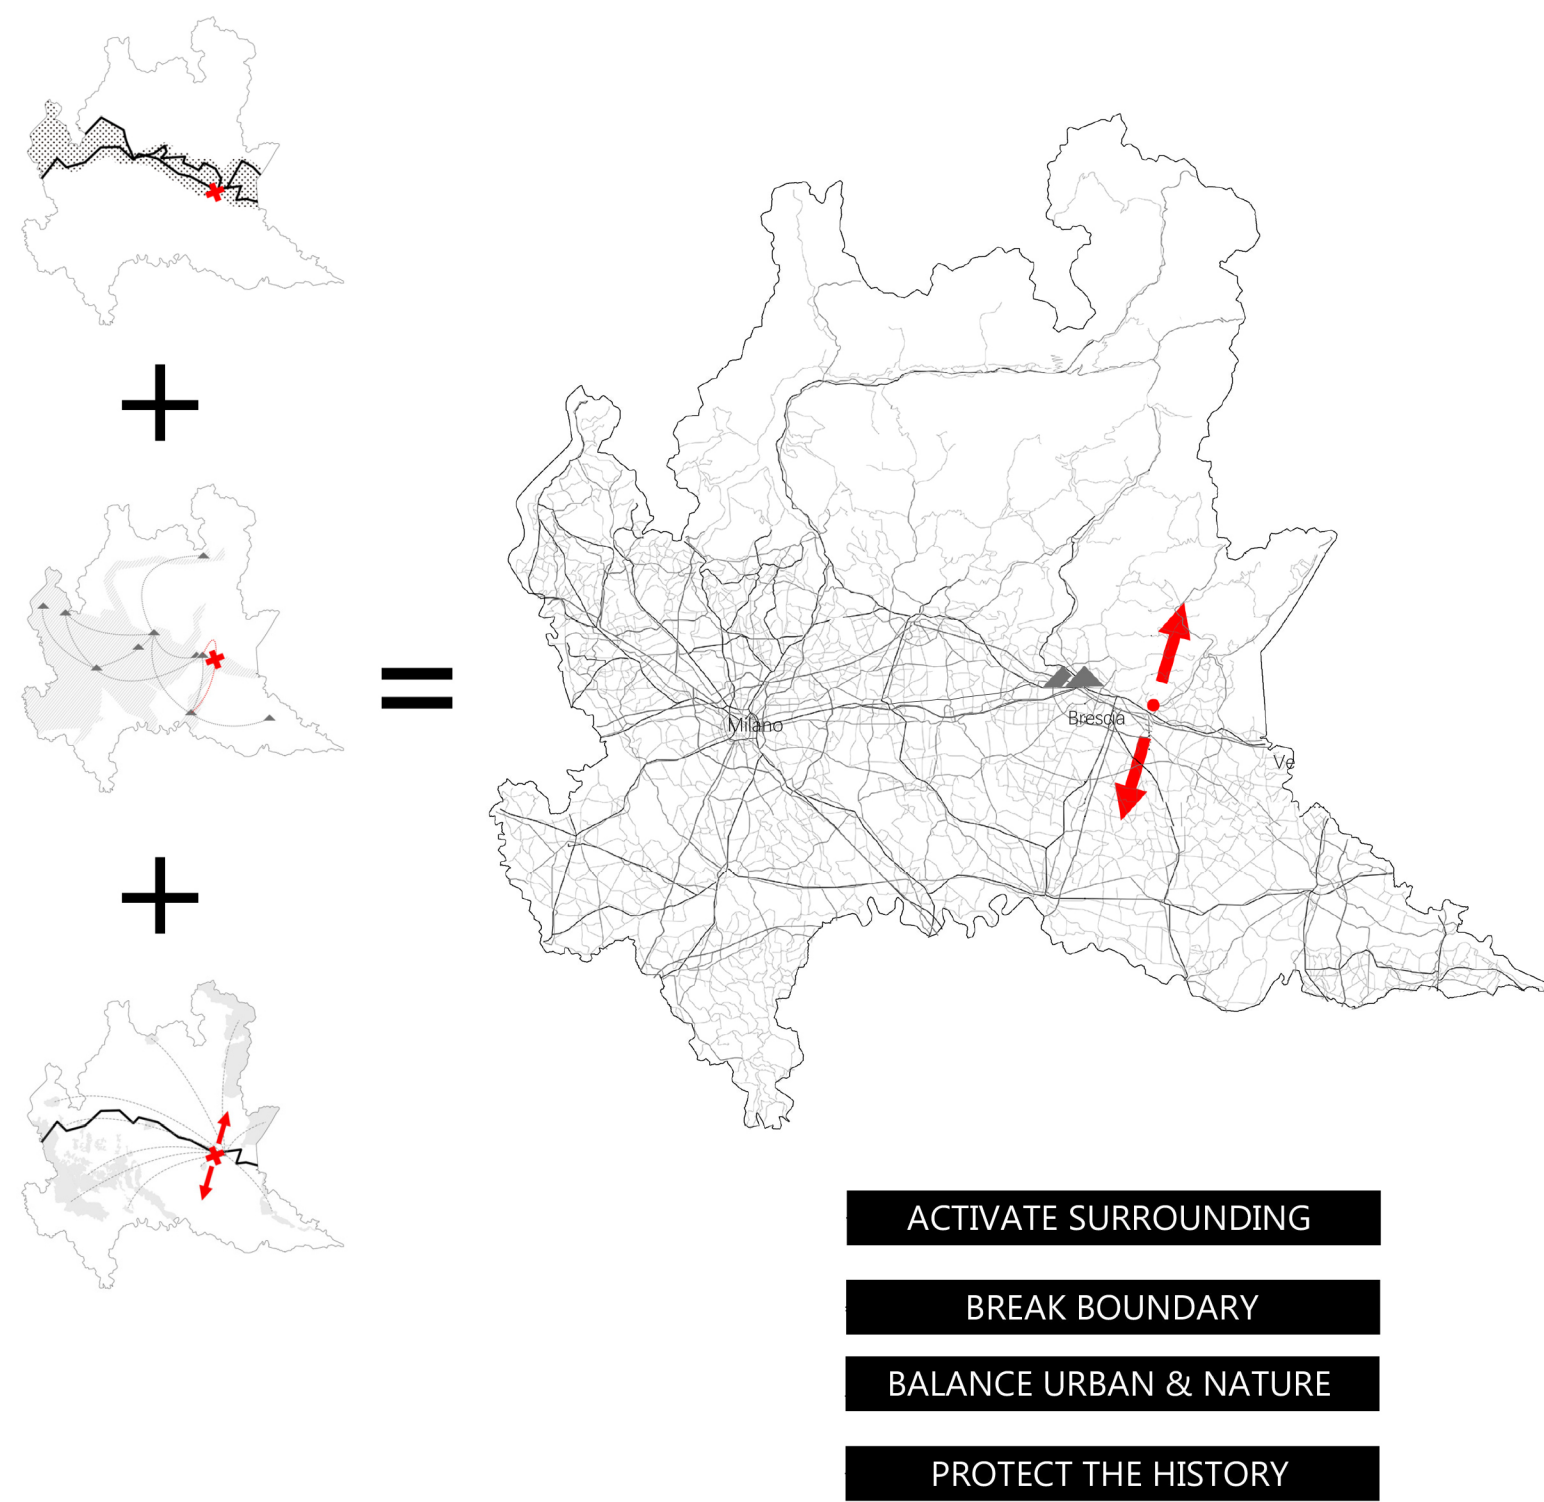 Milano
Brescia
Ve
ACTIVATE SURROUNDING
BREAK BOUNDARY
BALANCE URBAN & NATURE
PROTECT THE HISTORY